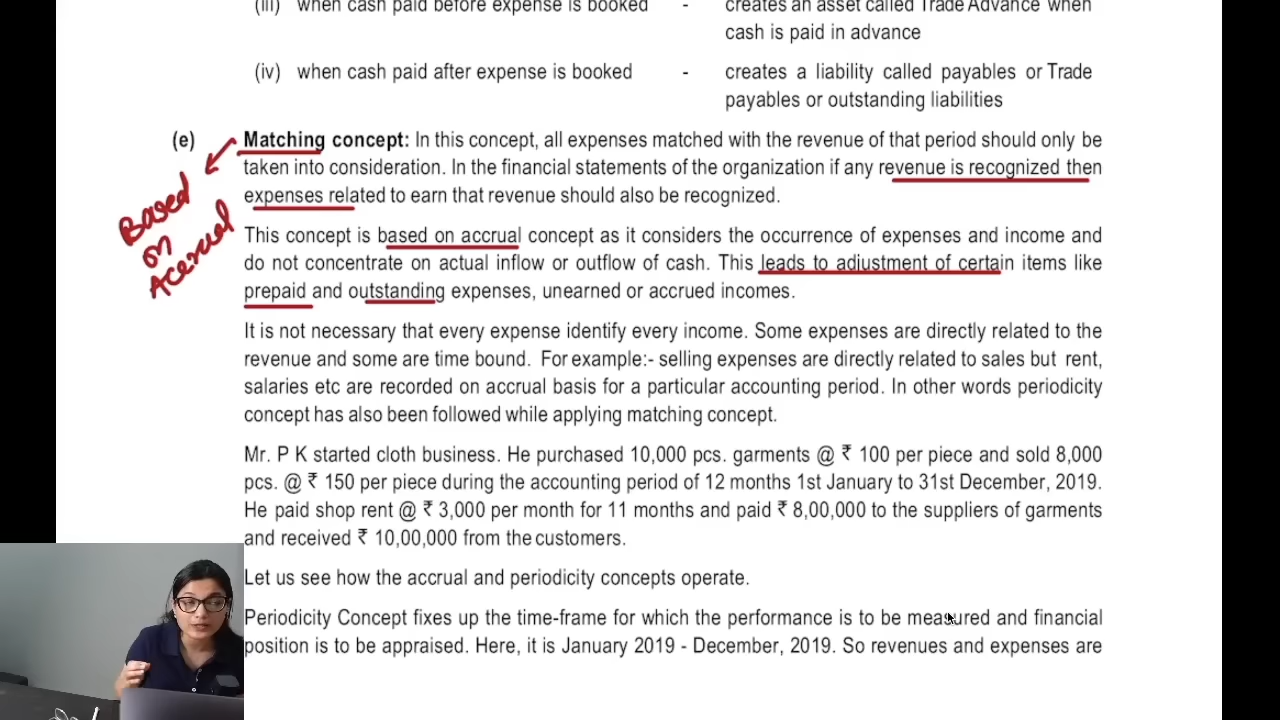 (iii) when cash paid before expense is booked - creates an asset called Trade Advance when
cash is paid in advance
(iv) when cash paid after expense is booked - creates a liability called payables or Trade
payables or outstanding liabilities
(e) Matching concept: In this concept, all expenses matched with the revenue of that period should only be
taken into consideration. In the financial statements of the organization if any revenue is recognized then
expenses related to earn that revenue should also be recognized.
Based
on
Accrual
This concept is based on accrual concept as it considers the occurrence of expenses and income and
do not concentrate on actual inflow or outflow of cash. This leads to adjustment of certain items like
prepaid and outstanding expenses, unearned or accrued incomes.
It is not necessary that every expense identify every income. Some expenses are directly related to the
revenue and some are time bound. For example:- selling expenses are directly related to sales but rent,
salaries etc are recorded on accrual basis for a particular accounting period. In other words periodicity
concept has also been followed while applying matching concept.
Mr. P K started cloth business. He purchased 10,000 pcs. garments @ ₹ 100 per piece and sold 8,000
pcs. @ ₹ 150 per piece during the accounting period of 12 months 1st January to 31st December, 2019.
He paid shop rent @ ₹ 3,000 per month for 11 months and paid ₹ 8,00,000 to the suppliers of garments
and received ₹ 10,00,000 from the customers.
Let us see how the accrual and periodicity concepts operate.
Periodicity Concept fixes up the time-frame for which the performance is to be measured and financial
position is to be appraised. Here, it is January 2019 - December, 2019. So revenues and expenses are